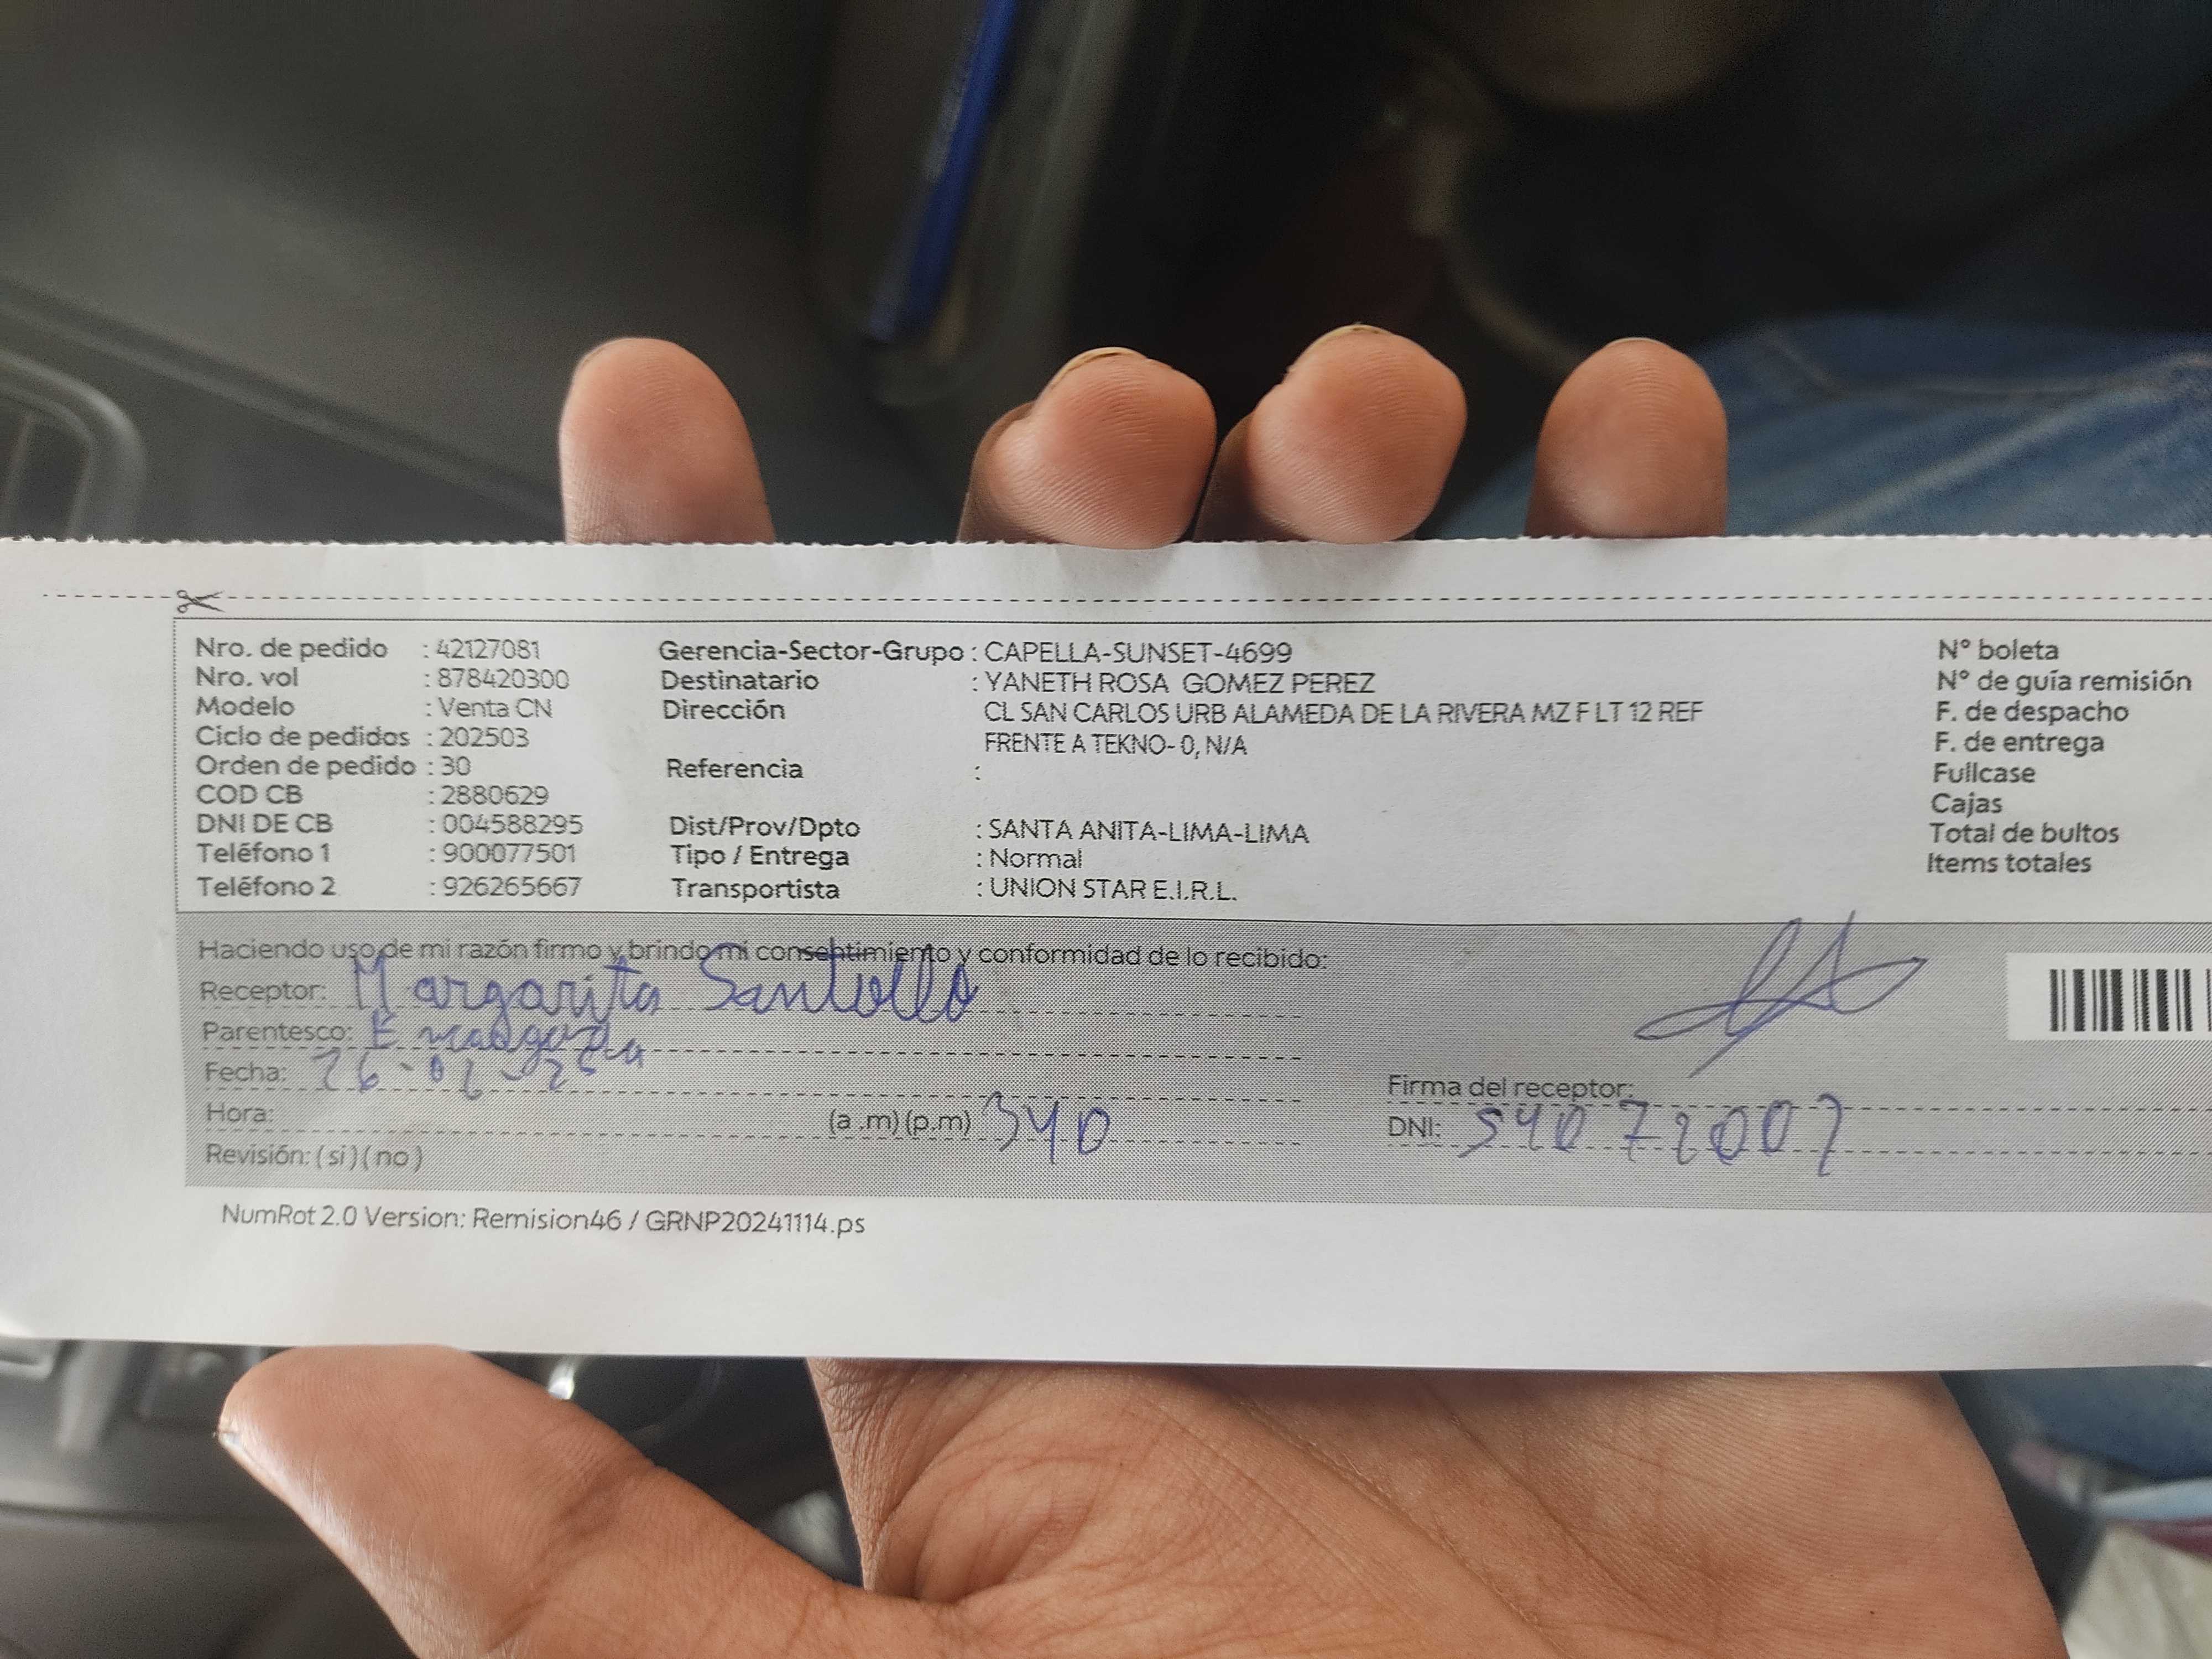 Nro. de pedido : 42127081
Nro. vol : 878420300
Modelo : Venta CN
Ciclo de pedidos : 202503
Orden de pedido : 30
COD CB : 2880629
DNI DE CB : 004588295
Teléfono 1 : 900077501
Teléfono 2 : 926265667
Gerencia-Sector-Grupo : CAPELLA-SUNSET-4699
Destinatario : YANETH ROSA GOMEZ PEREZ
Dirección CL SAN CARLOS URB ALAMEDA DE LA RIVERA MZ F LT 12 REF
FRENTE A TEKNO- 0, N/A
Referencia :
Dist/Prov/Dpto : SANTA ANITA-LIMA-LIMA
Tipo / Entrega : Normal
Transportista : UNION STAR E.I.R.L.
N° boleta
N° de guía remisión
F. de despacho
F. de entrega
Fullcase
Cajas
Total de bultos
Items totales
Haciendo uso de mi razón firmo y brindo mi consentimiento y conformidad de lo recibido:
Receptor: Margarita
Parentesco: Encargada
Fecha: 26-02-25
Hora: (a .m) (p.m) 340
Revisión: ( si ) ( no )
Firma del receptor:
DNI:
NumRot 2.0 Version: Remision46 / GRNP20241114.ps